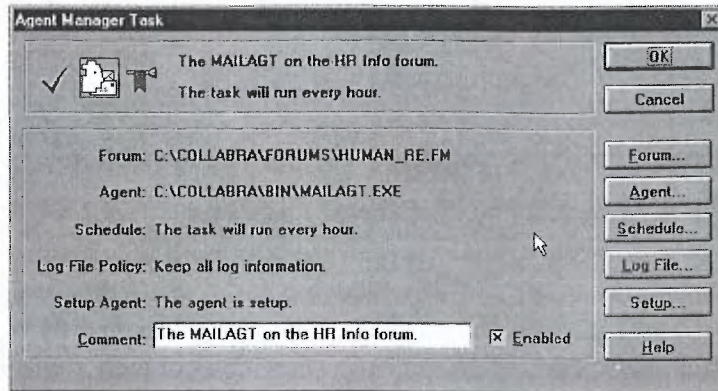 Agent Manager Task
The MAILAGT on the HR Info forum.
The task will run every hour.
OK
Cancel
Forum: C:\COLLABRA\FORUMS\HUMAN_RE.FM
Forum...
Agent: C:\COLLABRA\BIN\MAILAGT.EXE
Agent...
Schedule: The task will run every hour.
Schedule...
Log File Policy: Keep all log information.
Log File...
Setup Agent: The agent is setup.
Setup...
Comment: The MAILAGT on the HR Info forum.
Enabled
Help